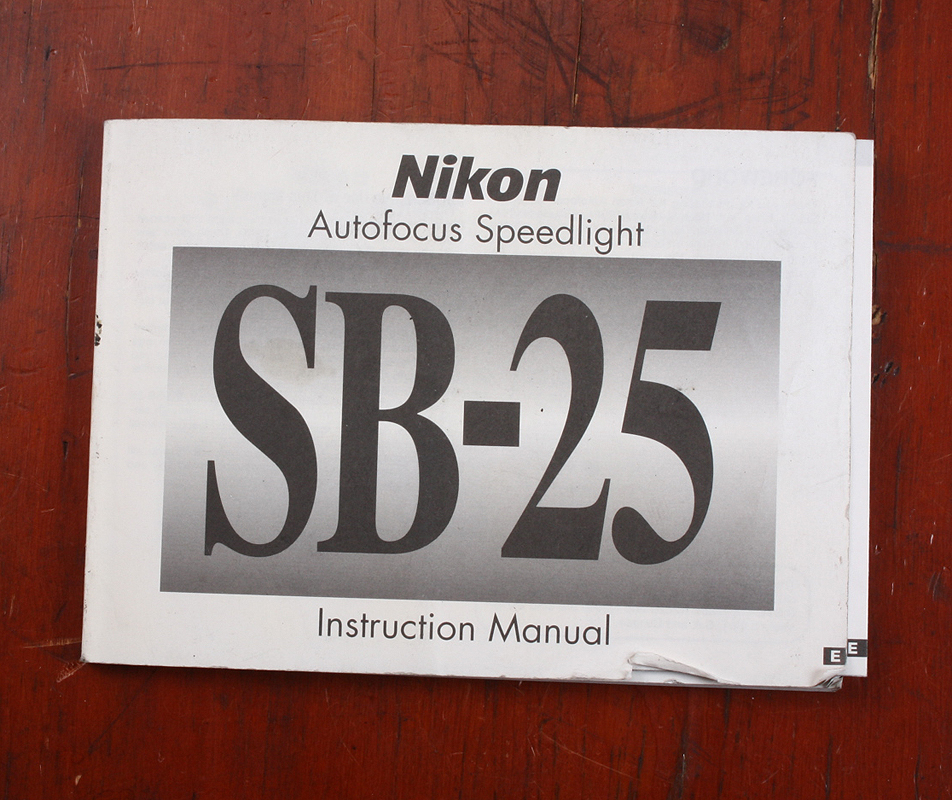 Nikon
Autofocus Speedlight
SB-25
Instruction Manual
E
E